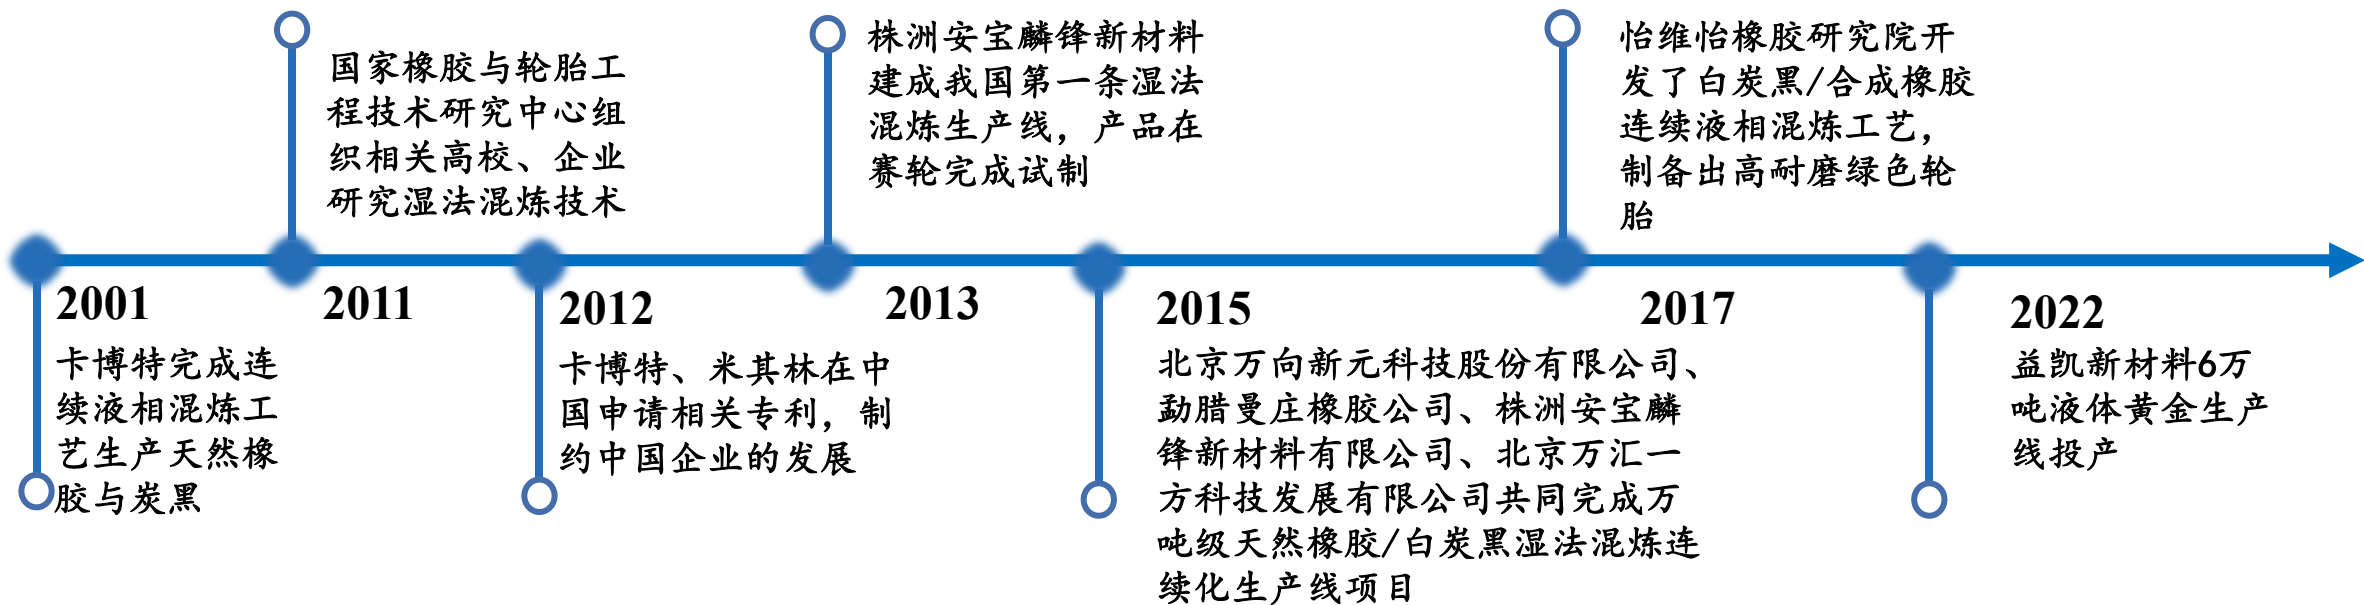 2001
卡博特完成连
续液相混炼工
艺生产天然橡
胶与炭黑
国家橡胶与轮胎工
程技术研究中心组
织相关高校、企业
研究湿法混炼技术
2011
2012
卡博特、米其林在中
国申请相关专利，制
约中国企业的发展
株洲安宝麟锋新材料
建成我国第一条湿法
混炼生产线，产品在
赛轮完成试制
2013
2015
北京万向新元科技股份有限公司、
勐腊曼庄橡胶公司、株洲安宝麟
锋新材料有限公司、北京万汇一
方科技发展有限公司共同完成万
吨级天然橡胶/白炭黑湿法混炼连
续化生产线项目
怡维怡橡胶研究院开
发了白炭黑/合成橡胶
连续液相混炼工艺，
制备出高耐磨绿色轮
胎
2017
2022
益凯新材料6万
吨液体黄金生产
线投产